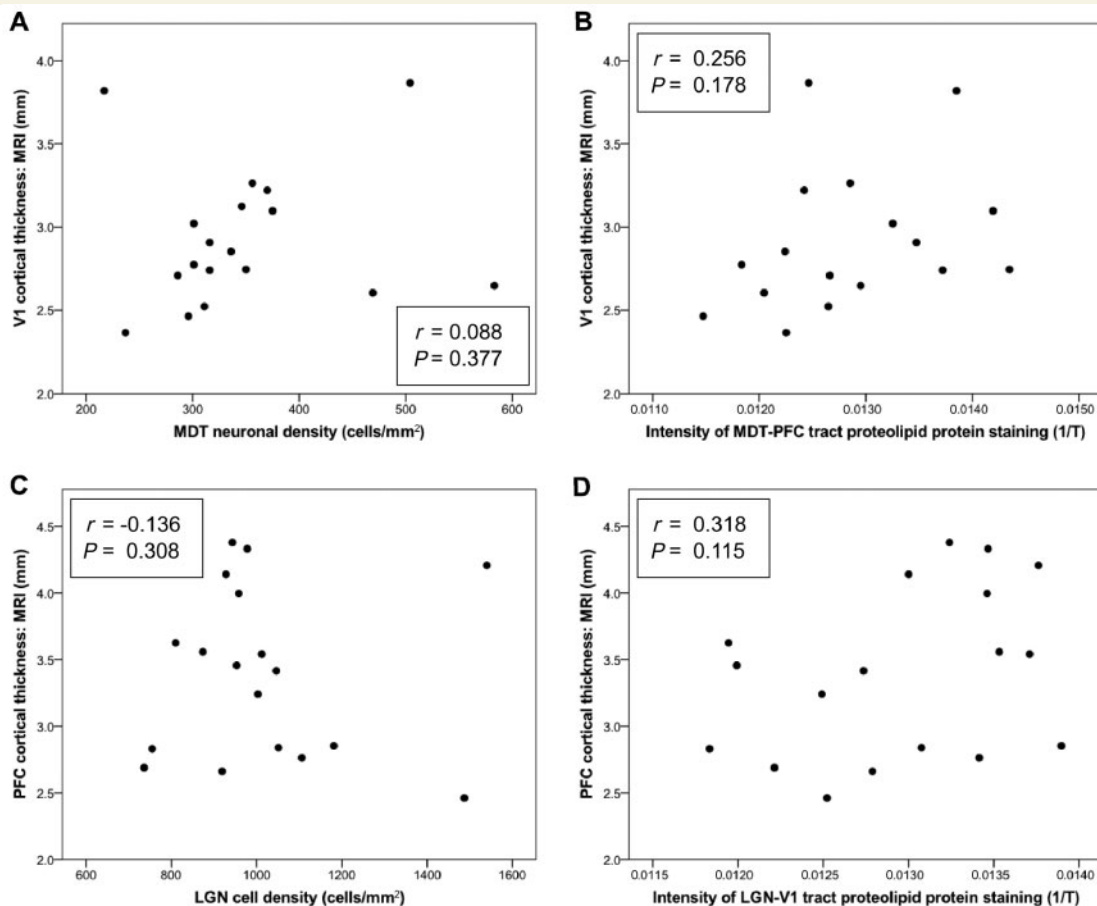 A
V1 cortical thickness: MRI (mm)
4.0
3.5
3.0
2.5
2.0
200 300 400 500 600
MDT neuronal density (cells/mm²)
r = 0.088
P = 0.377
B
V1 cortical thickness: MRI (mm)
4.0
3.5
3.0
2.5
2.0
0.0110 0.0120 0.0130 0.0140 0.0150
Intensity of MDT-PFC tract proteolipid protein staining (1/T)
r = 0.256
P = 0.178
C
PFC cortical thickness: MRI (mm)
4.5
4.0
3.5
3.0
2.5
2.0
600 800 1000 1200 1400 1600
LGN cell density (cells/mm²)
r = -0.136
P = 0.308
D
PFC cortical thickness: MRI (mm)
4.5
4.0
3.5
3.0
2.5
2.0
0.0115 0.0120 0.0125 0.0130 0.0135 0.0140
Intensity of LGN-V1 tract proteolipid protein staining (1/T)
r = 0.318
P = 0.115